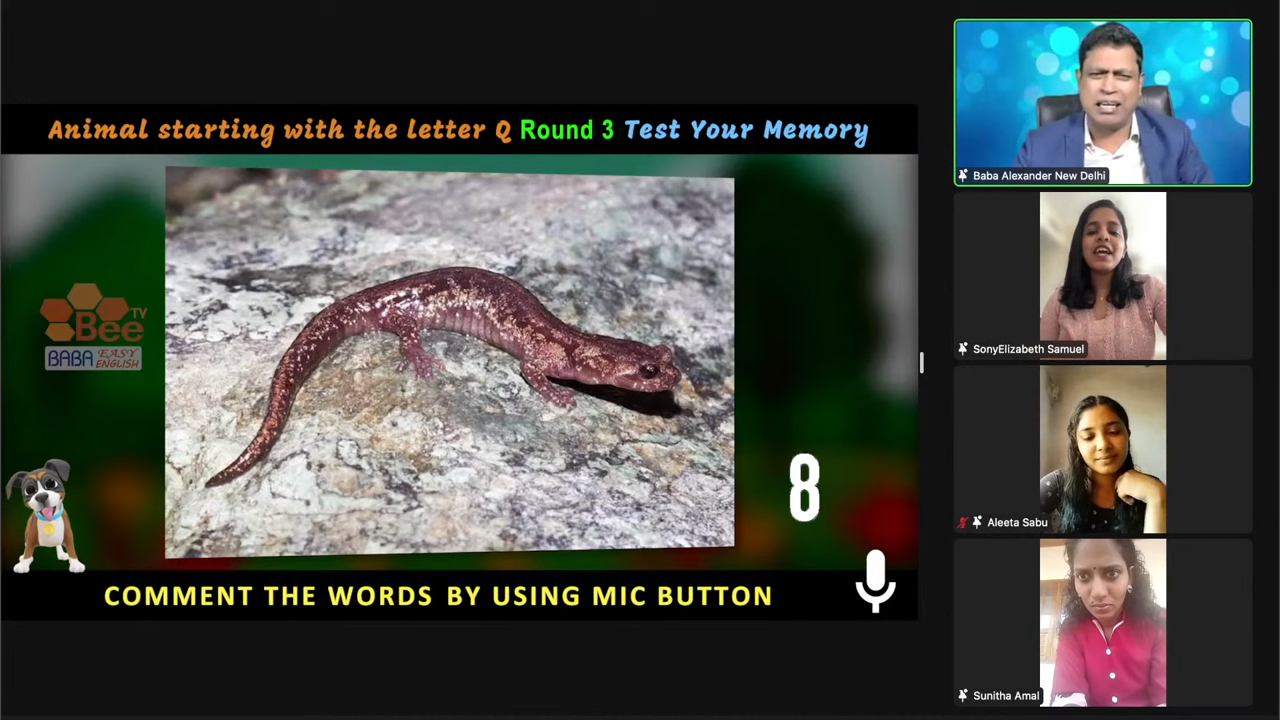 Animal starting with the letter Q Round 3 Test Your Memory
Bee TV
BABA EASY ENGLISH
8
COMMENT THE WORDS BY USING MIC BUTTON
Baba Alexander New Delhi
SonyElizabeth Samuel
Aleeta Sabu
Sunitha Amal